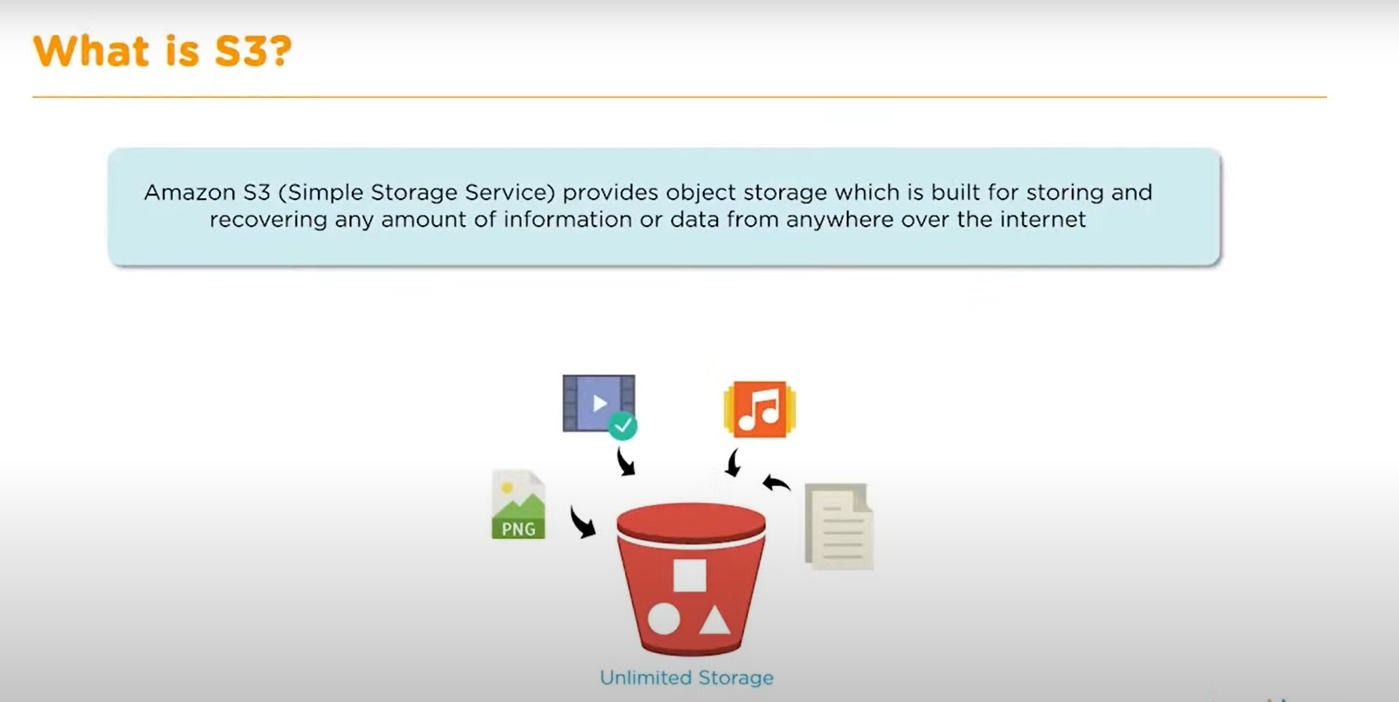 What is S3?
Amazon S3 (Simple Storage Service) provides object storage which is built for storing and
recovering any amount of information or data from anywhere over the internet
PNG
Unlimited Storage